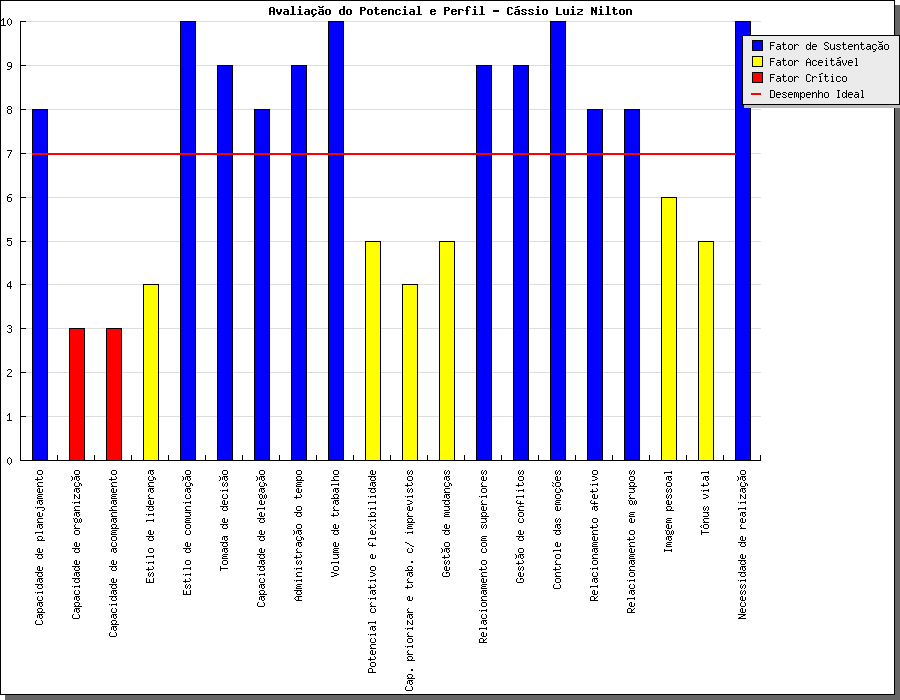 Avaliação do Potencial e Perfil - Cássio Luiz Nilton
10
9
8
7
6
5
4
3
2
1
0
Fator de Sustentação
Fator Aceitável
Fator Crítico
Desempenho Ideal
Capacidade de planejamento
Capacidade de organização
Capacidade de acompanhamento
Estilo de liderança
Estilo de comunicação
Tomada de decisão
Capacidade de delegação
Administração do tempo
Volume de trabalho
Potencial criativo e flexibilidade
Cap. priorizar e trab. c/ imprevistos
Gestão de mudanças
Relacionamento com superiores
Gestão de conflitos
Controle das emoções
Relacionamento afetivo
Relacionamento em grupos
Imagem pessoal
Tônus vital
Necessidade de realização